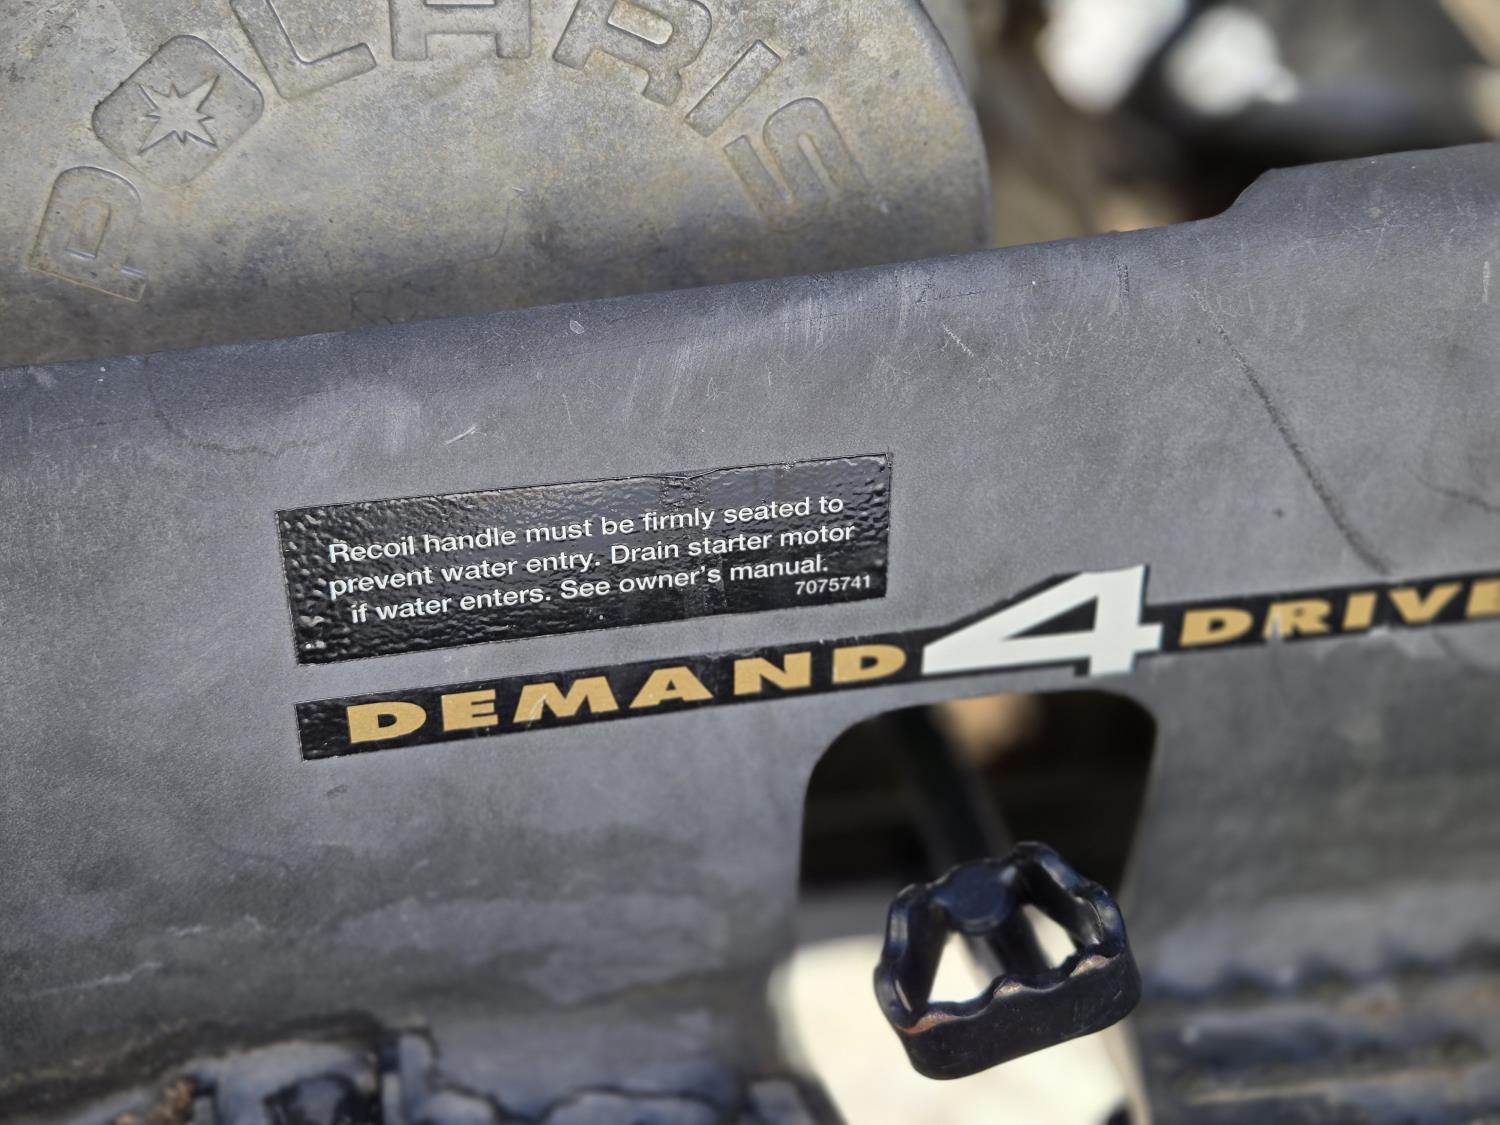 POLARIS
Recoil handle must be firmly seated to
prevent water entry. Drain starter motor
if water enters. See owner's manual.
7075741
DEMAND 4 DRIVE